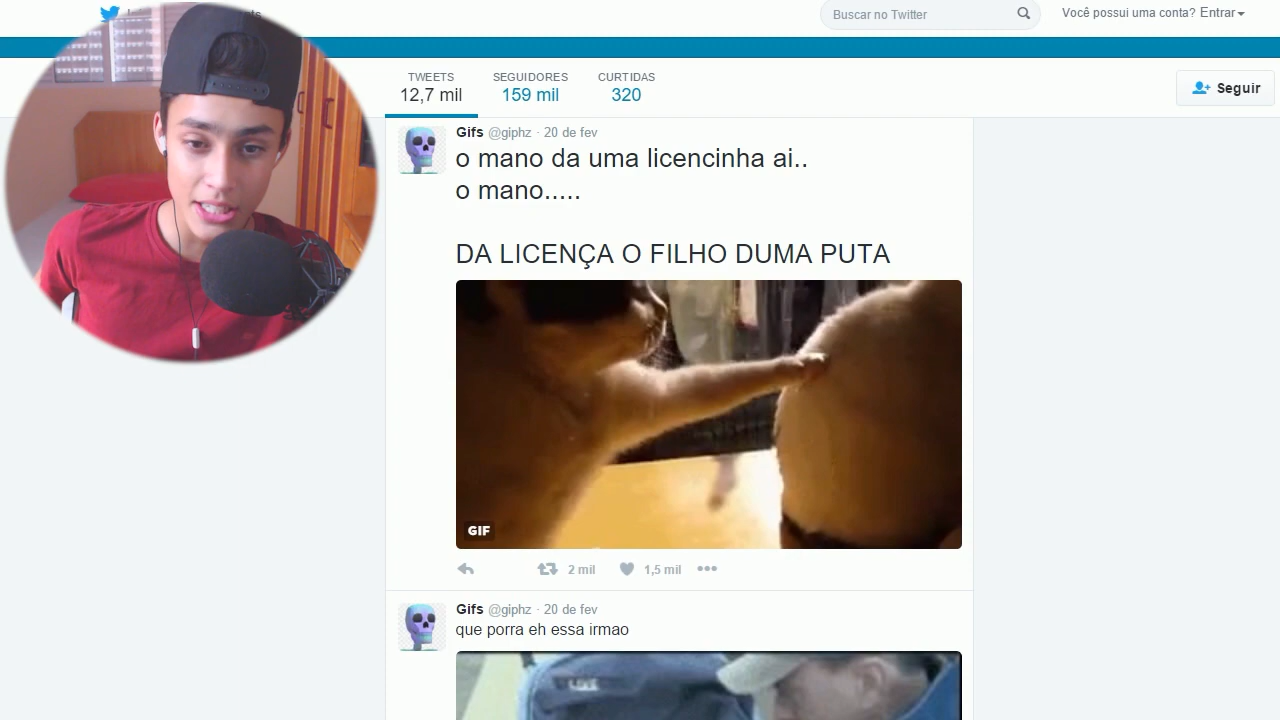 Buscar no Twitter
Você possui uma conta? Entrar
TWEETS
SEGUIDORES
CURTIDAS
12,7 mil
159 mil
320
Seguir
Gifs @giphz · 20 de fev
o mano da uma licencinha ai..
o mano.....
DA LICENÇA O FILHO DUMA PUTA
GIF
2 mil
1,5 mil
Gifs @giphz · 20 de fev
que porra eh essa irmao